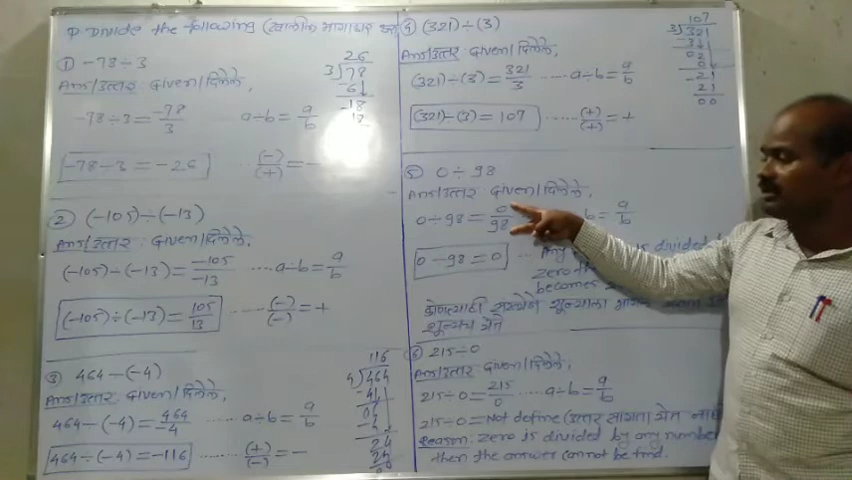 Divide the following (खालील भागाकार करा
① -78÷3
Ans/उत्तर: Given/दिलेले,
-78÷3 = -78/3    a÷b = a/b
-78÷3 = -26 ... (-)/(+) = -
26
3)78
-6↓
-18
18
② (-105)÷(-13)
Ans/उत्तर: Given/दिलेले,
(-105)÷(-13) = -105/-13 ....a÷b = a/b
(-105)÷(-13) = 105/13 ...... (-)/(-) = +
③ 464÷(-4)
Ans/उत्तर: Given/दिलेले,
464÷(-4) = 464/-4 ......a÷b = a/b
464÷(-4) = -116 ....... (+)/(-) = -
116
4)464
-4↓↓
06
-4↓
24
24
00
④ (321)÷(3)
Ans/उत्तर: Given/दिलेले,
(321)÷(3) = 321/3 .....a÷b = a/b
(321)÷(3) = 107 ...... (+)/(+) = +
107
3)321
-3↓
02
0↓
-21
21
00
⑤ 0÷98
Ans/उत्तर: Given/दिलेले,
0÷98 = 0/98    b = a/b
0÷98 = 0 ... Any is divided by
zero
becomes
कोणत्याही संख्येने शून्याला
शून्यच येते
⑥ 215÷0
Ans/उत्तर: Given/दिलेले,
215÷0 = 215/0 ....a÷b = a/b
215÷0 = Not define (उत्तर सांगता येत
Reason: Zero is divided by any number
then the answer cannot be find.